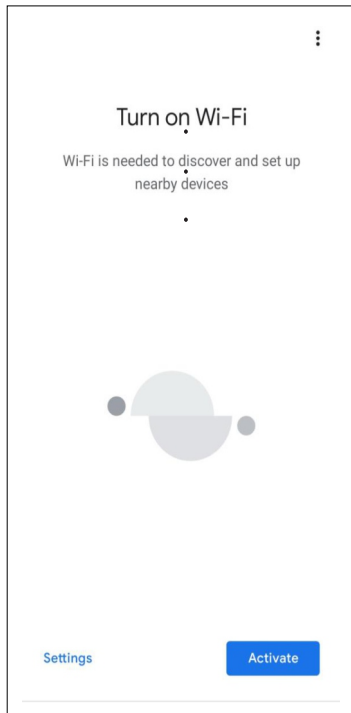 Turn on Wi-Fi
Wi-Fi is needed to discover and set up
nearby devices
Settings
Activate